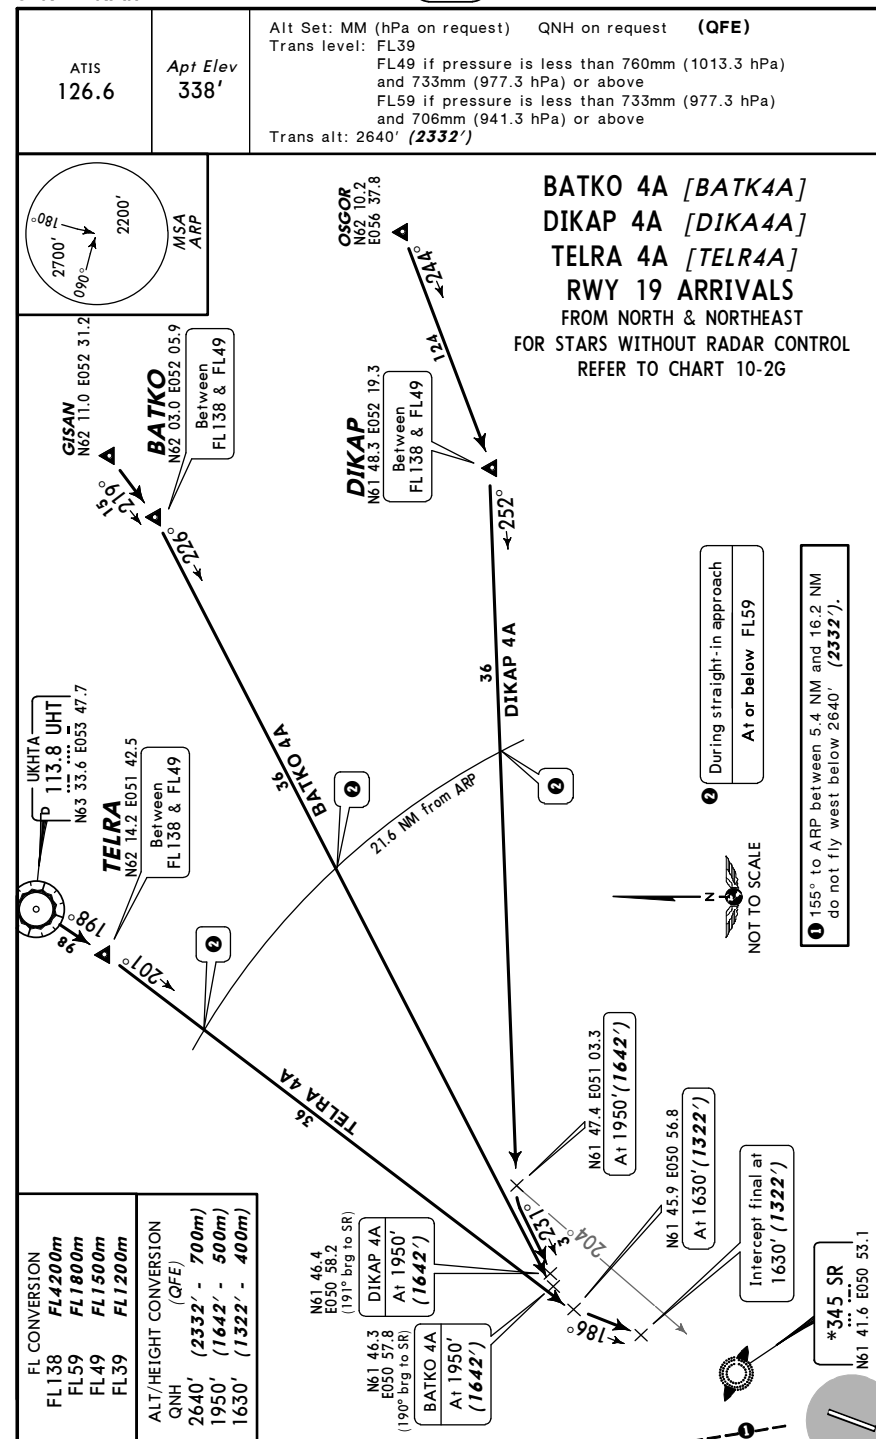 ATIS
126.6
Apt Elev
338'
Alt Set: MM (hPa on request) QNH on request (QFE)
Trans level: FL39
FL49 if pressure is less than 760mm (1013.3 hPa)
and 733mm (977.3 hPa) or above
FL59 if pressure is less than 733mm (977.3 hPa)
and 706mm (941.3 hPa) or above
Trans alt: 2640' (2332')
BATKO 4A [BATK4A]
DIKAP 4A [DIKA4A]
TELRA 4A [TELR4A]
RWY 19 ARRIVALS
FROM NORTH & NORTHEAST
FOR STARS WITHOUT RADAR CONTROL
REFER TO CHART 10-2G
180°
2200'
2700'
090°
MSA
ARP
OSGOR
N62 10.2
E056 37.8
244°
124
GISAN
N62 11.0 E052 31.2
15
219°
BATKO
N62 03.0 E052 05.9
Between
FL138 & FL49
226°
DIKAP
N61 48.3 E052 19.3
Between
FL138 & FL49
252°
36
DIKAP 4A
36
BATKO 4A
UKHTA
D 113.8 UHT
N63 33.6 E053 47.7
TELRA
N62 14.2 E051 42.5
Between
FL138 & FL49
198°
98
201°
36
TELRA 4A
21.6 NM from ARP
2
2
2
2 During straight-in approach
At or below FL59
1 155° to ARP between 5.4 NM and 16.2 NM
do not fly west below 2640' (2332').
N
NOT TO SCALE
N61 47.4 E051 03.3
At 1950' (1642')
231°
3
204°
N61 45.9 E050 56.8
At 1630' (1322')
186°
Intercept final at
1630' (1322')
N61 46.4
E050 58.2
(191° brg to SR)
DIKAP 4A
At 1950'
(1642')
N61 46.3
E050 57.8
(190° brg to SR)
BATKO 4A
At 1950'
(1642')
*345 SR
N61 41.6 E050 53.1
1
FL CONVERSION
FL138 FL4200m
FL59 FL1800m
FL49 FL1500m
FL39 FL1200m
ALT/HEIGHT CONVERSION
QNH (QFE)
2640' (2332' - 700m)
1950' (1642' - 500m)
1630' (1322' - 400m)